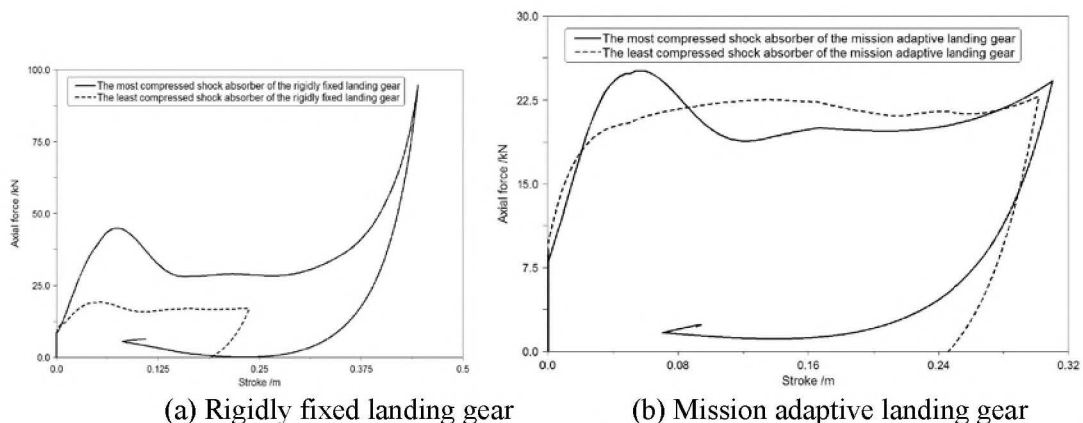 100.0
75.0
50.0
25.0
0.0
Axial force /kN
The most compressed shock absorber of the rigidly fixed landing gear
The least compressed shock absorber of the rigidly fixed landing gear
0.0 0.125 0.25 0.375 0.5
Stroke /m
(a) Rigidly fixed landing gear
30.0
22.5
15.0
7.5
0.0
Axial force /kN
The most compressed shock absorber of the mission adaptive landing gear
The least compressed shock absorber of the mission adaptive landing gear
0.0 0.08 0.16 0.24 0.32
Stroke /m
(b) Mission adaptive landing gear